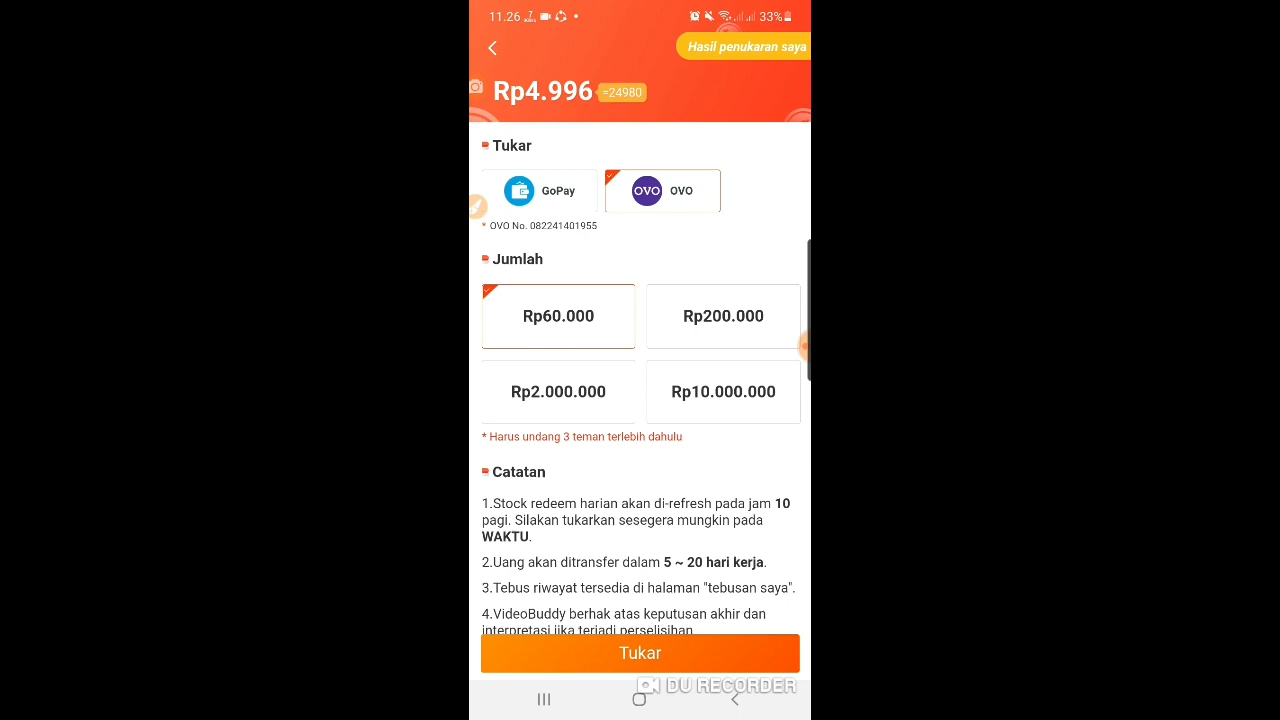 11.26
33%
Hasil penukaran saya
Rp4.996 ≈24980
Tukar
GoPay
OVO OVO
* OVO No. 082241401955
Jumlah
Rp60.000 Rp200.000
Rp2.000.000 Rp10.000.000
* Harus undang 3 teman terlebih dahulu
Catatan
1.Stock redeem harian akan di-refresh pada jam 10
pagi. Silakan tukarkan sesegera mungkin pada
WAKTU.
2.Uang akan ditransfer dalam 5 ~ 20 hari kerja.
3.Tebus riwayat tersedia di halaman "tebusan saya".
4.VideoBuddy berhak atas keputusan akhir dan
interpretasi jika terjadi perselisihan.
Tukar
DU RECORDER